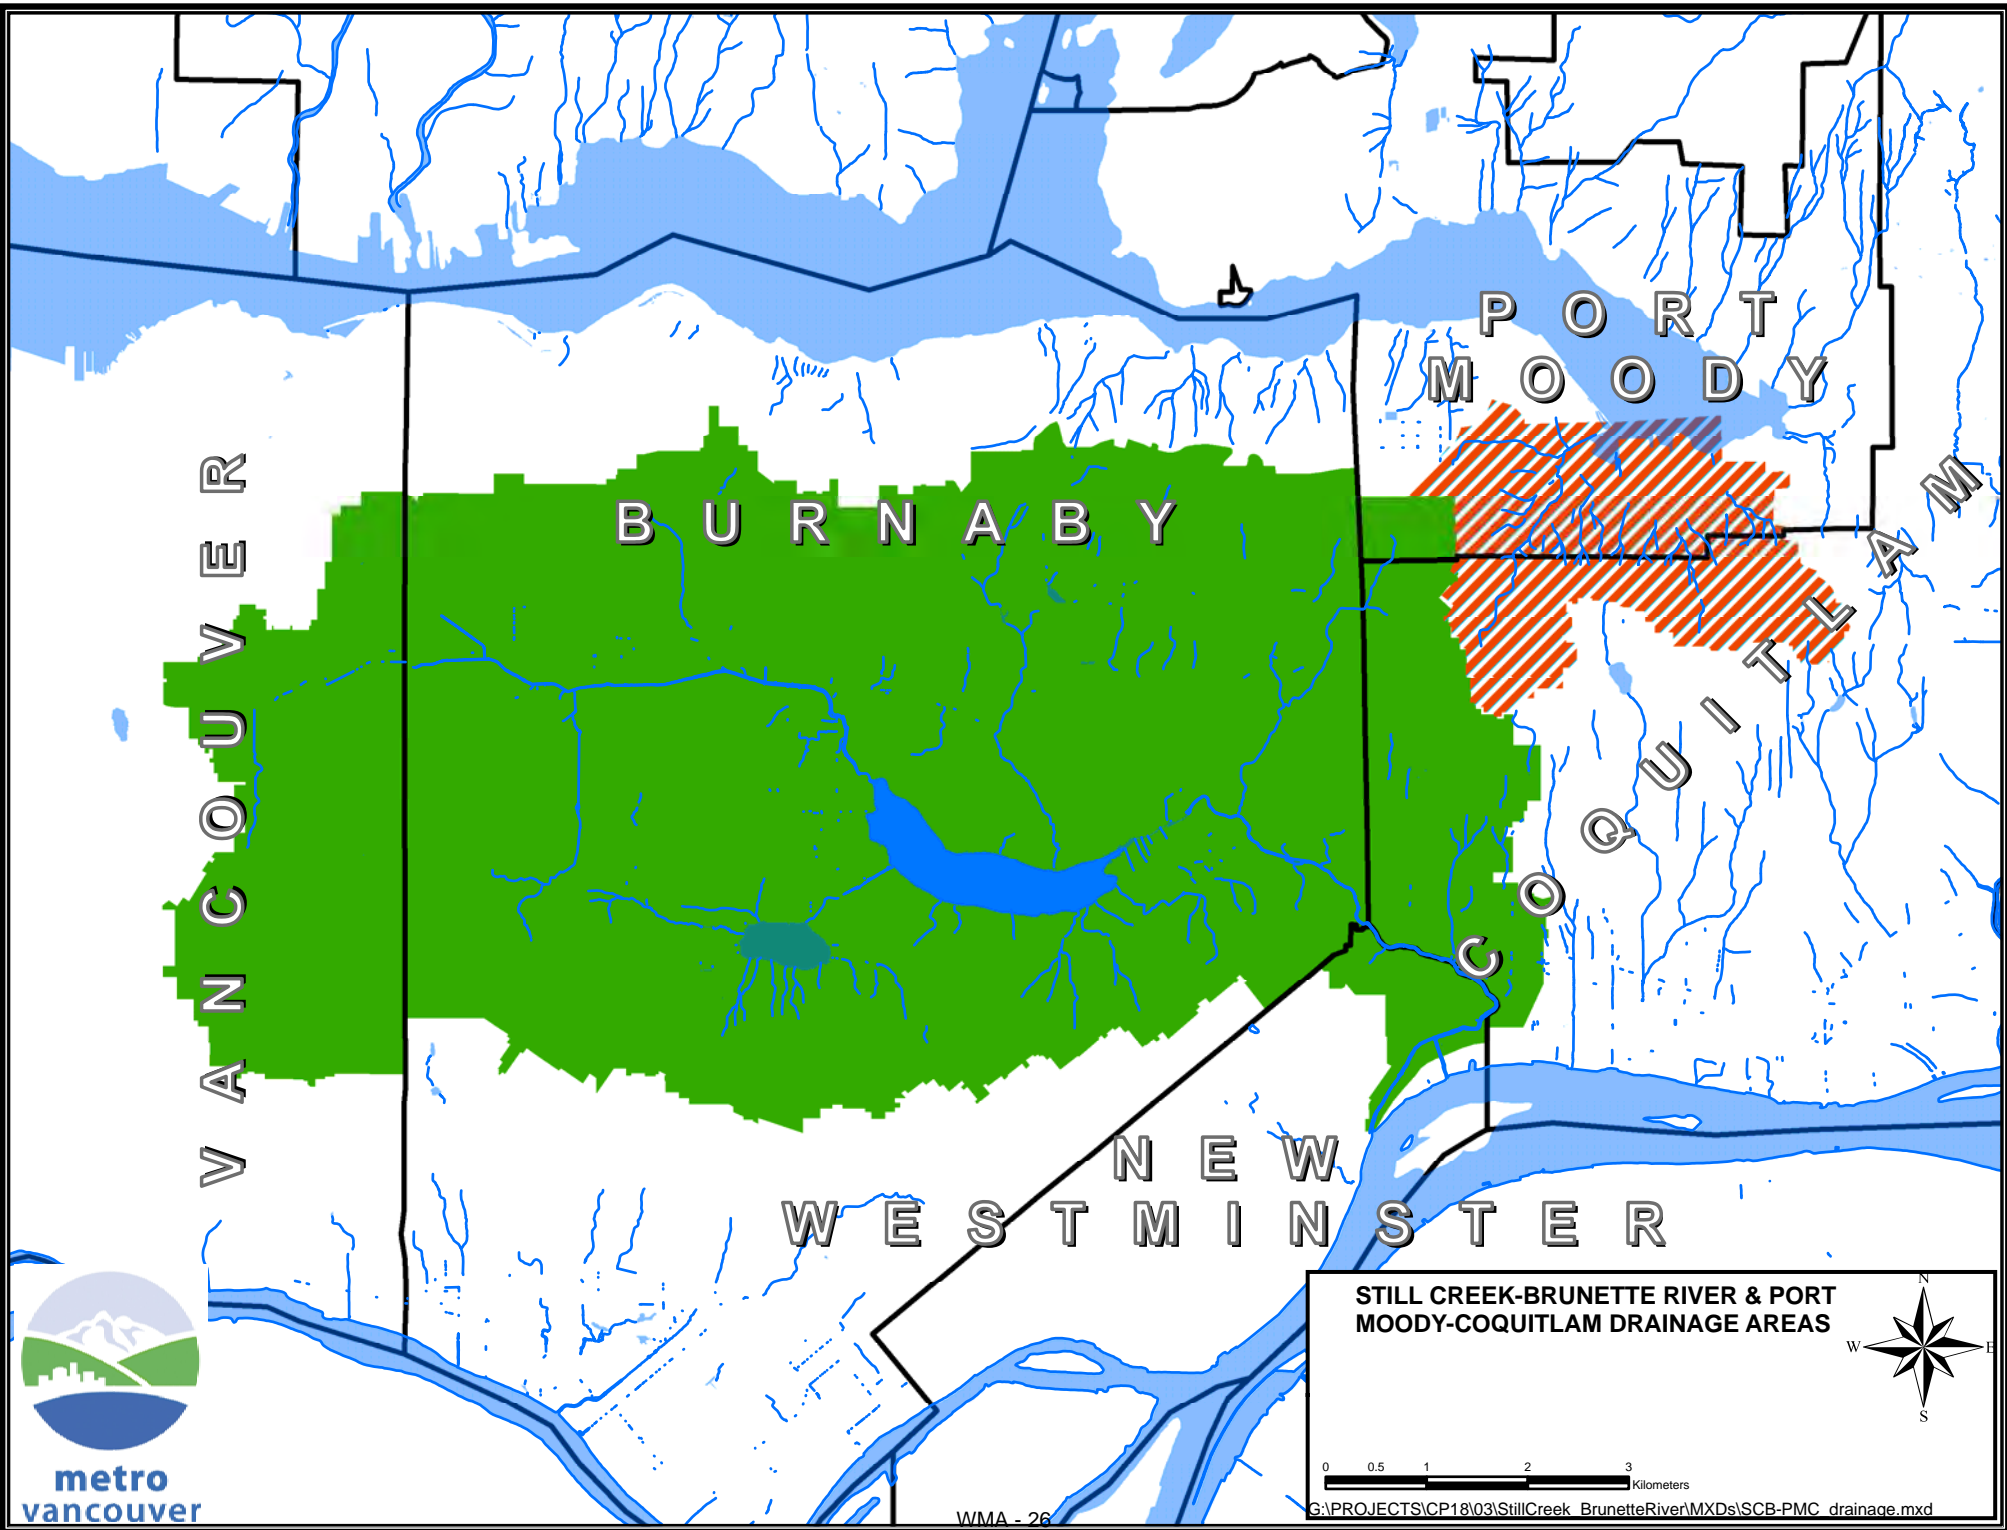 PORT
MOODY
BURNABY
VANCOUVER
COQUITLAM
NEW
WESTMINSTER
STILL CREEK-BRUNETTE RIVER & PORT
MOODY-COQUITLAM DRAINAGE AREAS
N
W E
S
0 0.5 1 2 3
Kilometers
G:\PROJECTS\CP18\03\StillCreek_BrunetteRiver\MXDs\SCB-PMC_drainage.mxd
metro
vancouver
WMA - 26